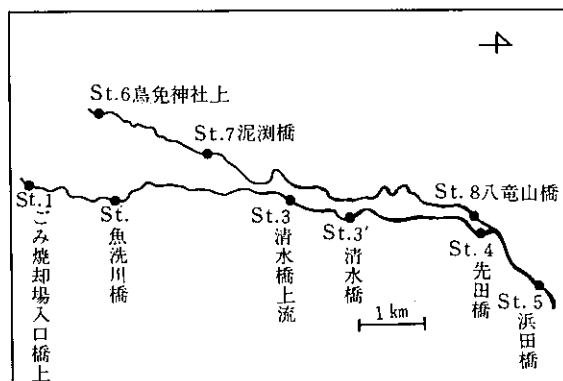 St.6鳥免神社上
St.7泥渕橋
St.1
ごみ焼却場入口橋上
St.
魚洗川橋
St.3
清水橋上流
St.3′
清水橋
St.8八竜山橋
St.4
先田橋
St.5
浜田橋
1 km